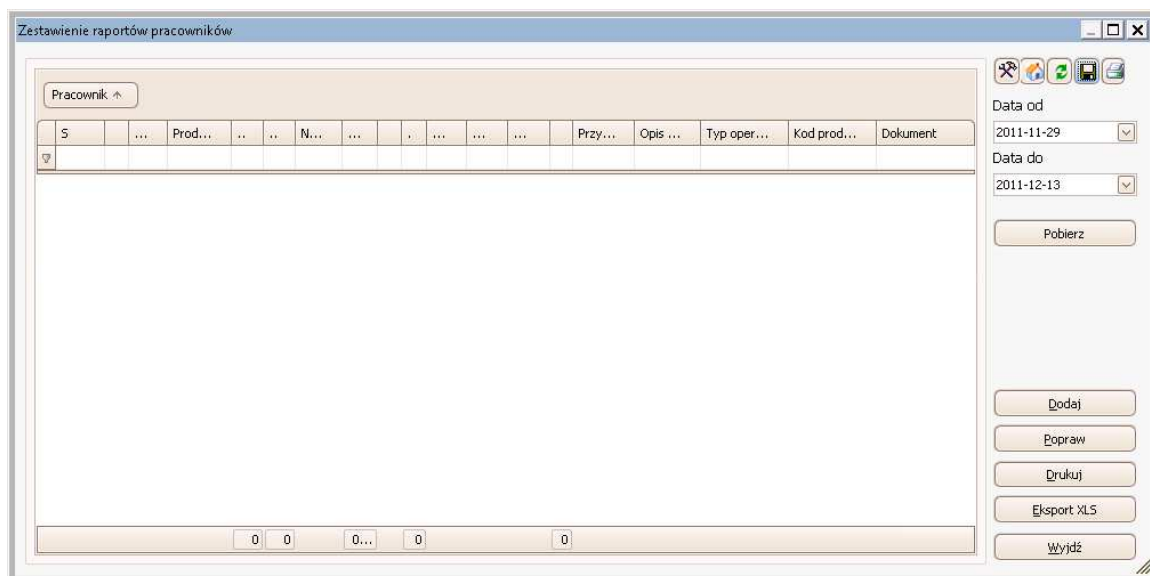 Zestawienie raportów pracowników
Pracownik
Data od
S ... Prod... .. .. N... ... . ... ... ... Przy... Opis ... Typ oper... Kod prod... Dokument
2011-11-29
Data do
2011-12-13
Pobierz
Dodaj
Popraw
Drukuj
Eksport XLS
0 0 0... 0 0
Wyjdź